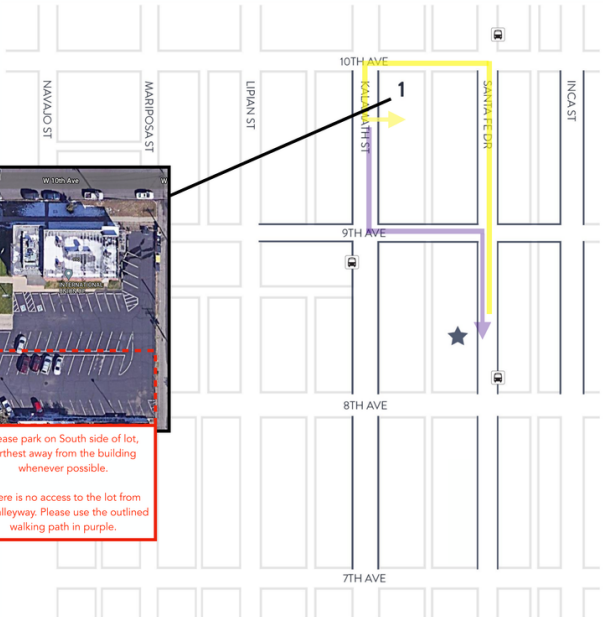 10TH AVE
NAVAJO ST
MARIPOSA ST
LIPIAN ST
KALAMATH ST
1
SANTA FE DR
INCA ST
W 10th Ave
W
INTERNATIONAL
9TH AVE
8TH AVE
ease park on South side of lot,
rthest away from the building
whenever possible.
ere is no access to the lot from
alleyway. Please use the outlined
walking path in purple.
7TH AVE